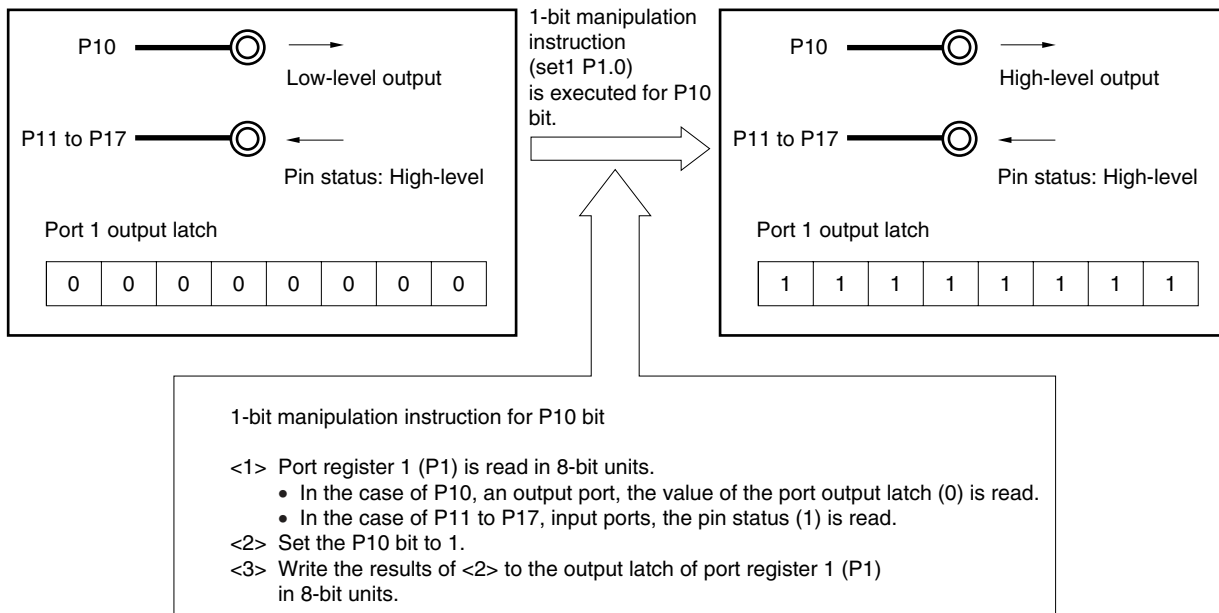 P10
Low-level output
P11 to P17
Pin status: High-level
Port 1 output latch
0 0 0 0 0 0 0 0
1-bit manipulation
instruction
(set1 P1.0)
is executed for P10
bit.
P10
High-level output
P11 to P17
Pin status: High-level
Port 1 output latch
1 1 1 1 1 1 1 1
1-bit manipulation instruction for P10 bit
<1> Port register 1 (P1) is read in 8-bit units.
• In the case of P10, an output port, the value of the port output latch (0) is read.
• In the case of P11 to P17, input ports, the pin status (1) is read.
<2> Set the P10 bit to 1.
<3> Write the results of <2> to the output latch of port register 1 (P1)
in 8-bit units.